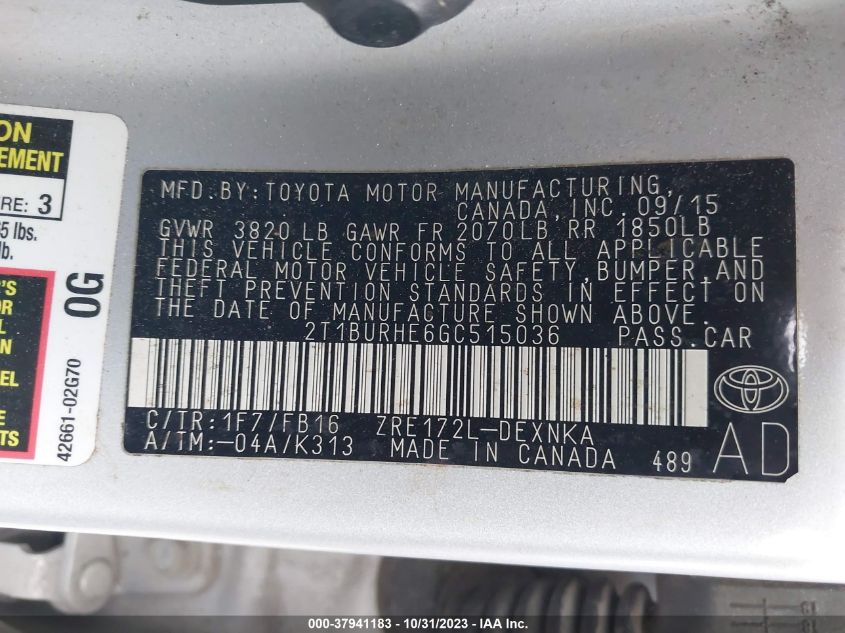 ON
EMENT
RE: 3
5 lbs.
lb.
'S
OR
L
N
EL
TS
0G
42661-02G70
MFD.BY:TOYOTA MOTOR MANUFACTURING,
CANADA,INC.09/15
GVWR 3820 LB GAWR FR 2070LB RR 1850LB
THIS VEHICLE CONFORMS TO ALL APPLICABLE
FEDERAL MOTOR VEHICLE SAFETY,BUMPER,AND
THEFT PREVENTION STANDARDS IN EFFECT ON
THE DATE OF MANUFACTURE SHOWN ABOVE.
2T1BURHE6GC515036 PASS.CAR
C/TR:1F7/FB16 ZRE172L-DEXNKA
A/TM:-04A/K313 MADE IN CANADA 489
AD
000-37941183 - 10/31/2023 - IAA Inc.